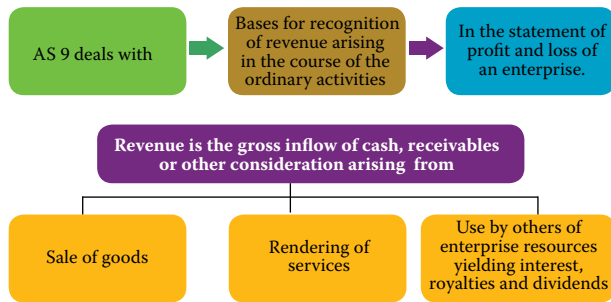 AS 9 deals with
Bases for recognition
of revenue arising
in the course of the
ordinary activities
In the statement of
profit and loss of
an enterprise.
Revenue is the gross inflow of cash, receivables
or other consideration arising from
Sale of goods
Rendering of
services
Use by others of
enterprise resources
yielding interest,
royalties and dividends